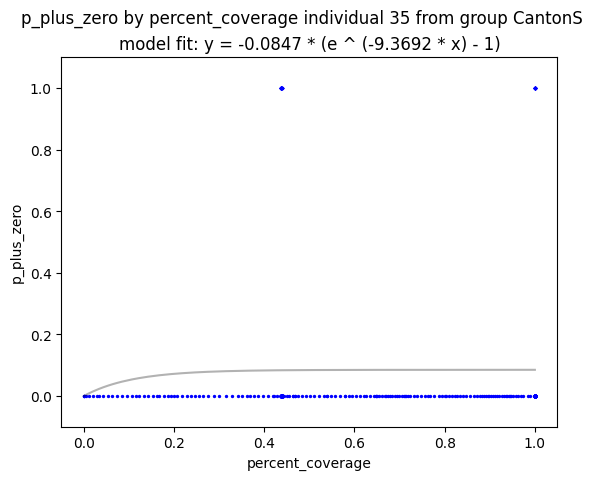 p_plus_zero by percent_coverage individual 35 from group CantonS
model fit: y = -0.0847 * (e ^ (-9.3692 * x) - 1)
1.0
0.8
0.6
0.4
0.2
0.0
p_plus_zero
0.0 0.2 0.4 0.6 0.8 1.0
percent_coverage